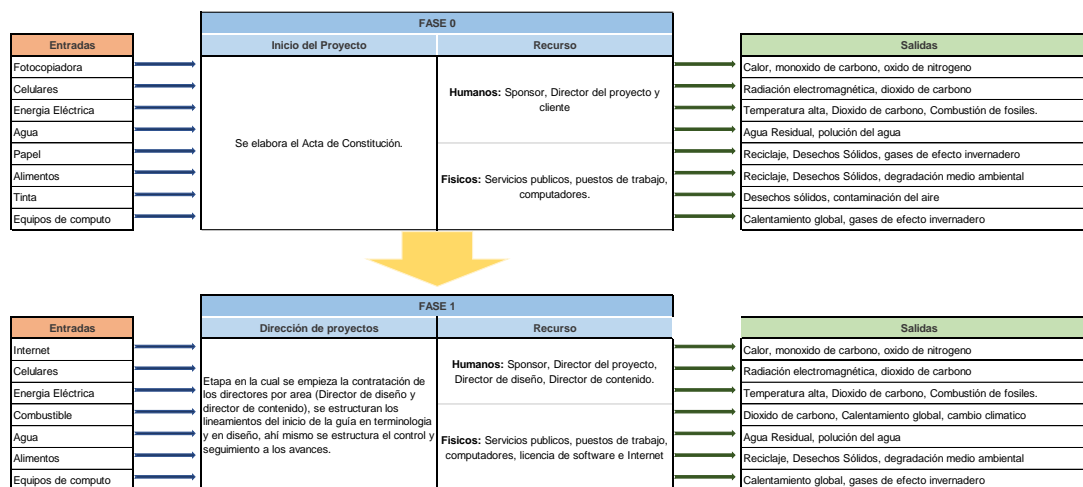 FASE 0
Entradas
Inicio del Proyecto
Recurso
Salidas
Fotocopiadora
Calor, monoxido de carbono, oxido de nitrogeno
Celulares
Radiación electromagnética, dioxido de carbono
Energia Eléctrica
Temperatura alta, Dioxido de carbono, Combustión de fosiles.
Agua
Agua Residual, polución del agua
Papel
Reciclaje, Desechos Sólidos, gases de efecto invernadero
Alimentos
Reciclaje, Desechos Sólidos, degradación medio ambiental
Tinta
Desechos sólidos, contaminación del aire
Equipos de computo
Calentamiento global, gases de efecto invernadero
Se elabora el Acta de Constitución.
Humanos: Sponsor, Director del proyecto y
cliente
Fisicos: Servicios publicos, puestos de trabajo,
computadores.
FASE 1
Entradas
Dirección de proyectos
Recurso
Salidas
Internet
Calor, monoxido de carbono, oxido de nitrogeno
Celulares
Radiación electromagnética, dioxido de carbono
Energia Eléctrica
Temperatura alta, Dioxido de carbono, Combustión de fosiles.
Combustible
Dioxido de carbono, Calentamiento global, cambio climatico
Agua
Agua Residual, polución del agua
Alimentos
Reciclaje, Desechos Sólidos, degradación medio ambiental
Equipos de computo
Calentamiento global, gases de efecto invernadero
Etapa en la cual se empieza la contratación de
los directores por area (Director de diseño y
director de contenido), se estructuran los
lineamientos del inicio de la guía en terminologia
y en diseño, ahí mismo se estructura el control y
seguimiento a los avances.
Humanos: Sponsor, Director del proyecto,
Director de diseño, Director de contenido.
Fisicos: Servicios publicos, puestos de trabajo,
computadores, licencia de software e Internet